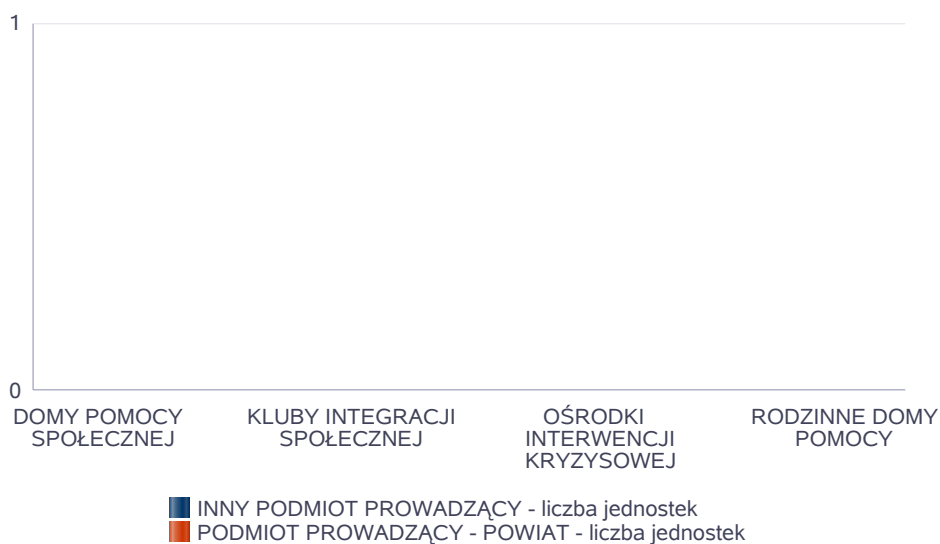 1
0
DOMY POMOCY
SPOŁECZNEJ
KLUBY INTEGRACJI
SPOŁECZNEJ
OŚRODKI
INTERWENCJI
KRYZYSOWEJ
RODZINNE DOMY
POMOCY
INNY PODMIOT PROWADZĄCY - liczba jednostek
PODMIOT PROWADZĄCY - POWIAT - liczba jednostek